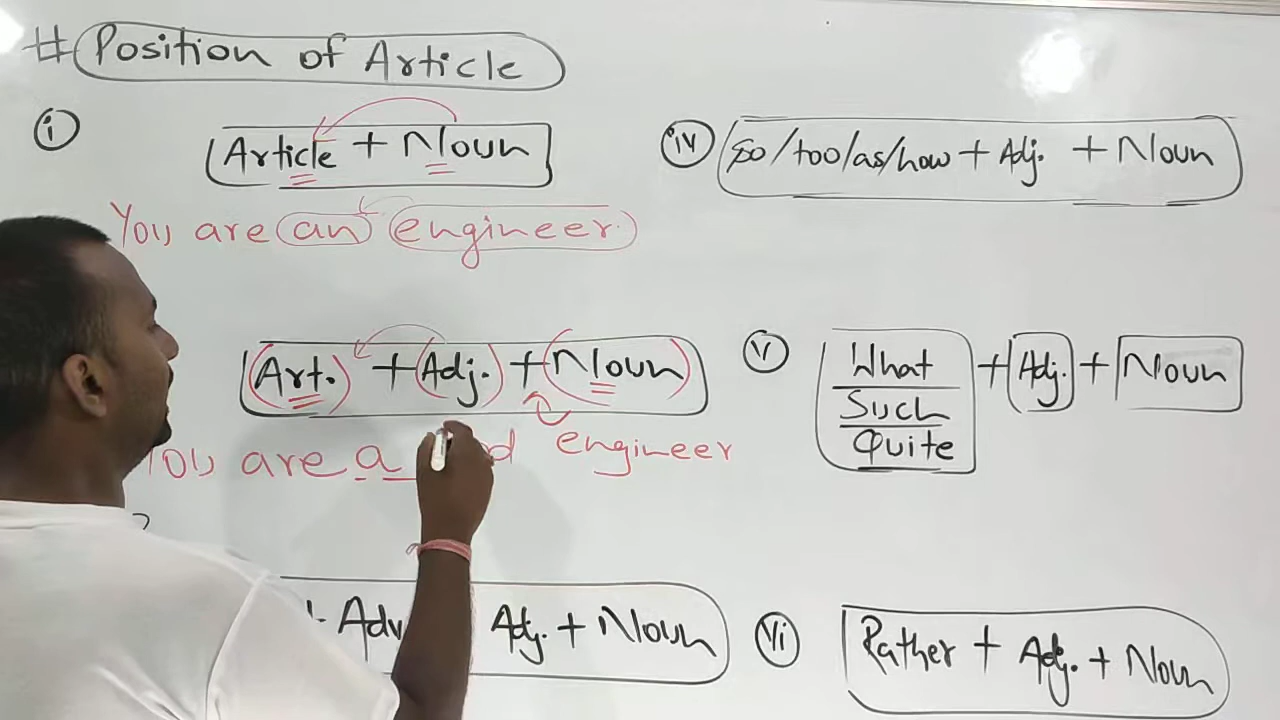 # Position of Article
i
Article + Noun
You are an engineer.
Art. + Adj. + Noun
You are a engineer
Adj. + Noun
iv so/too/as/how + Adj. + Noun
v What
Such
Quite
+ Adj. + Noun
vi Rather + Adj. + Noun